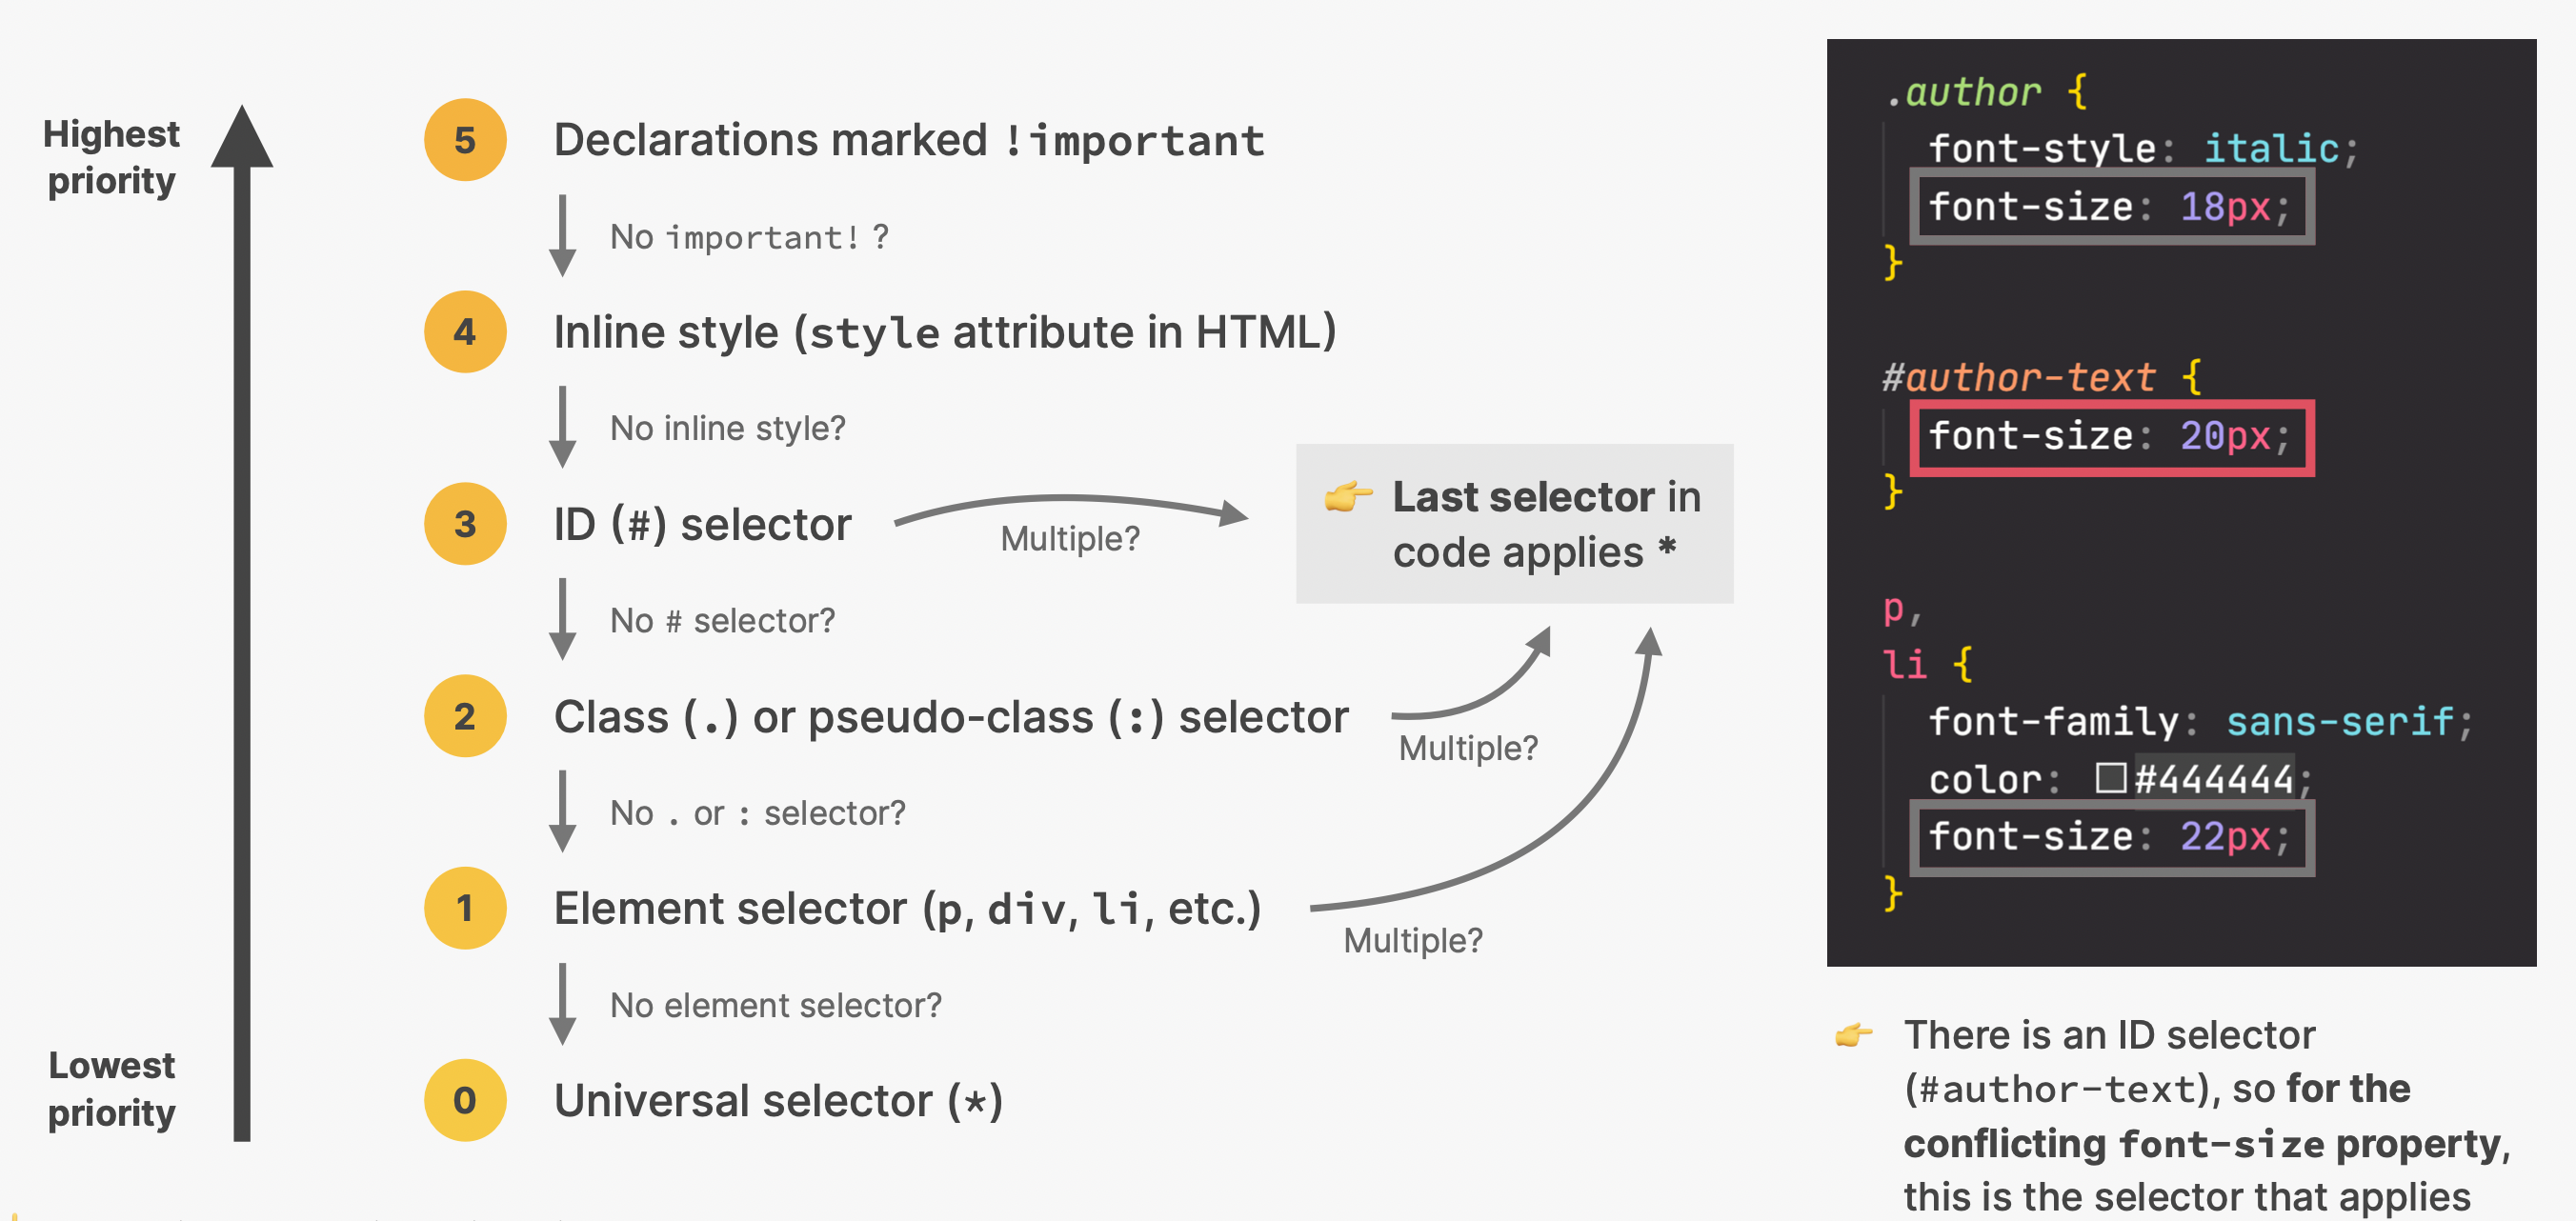 Highest
priority
5 Declarations marked !important
No important! ?
4 Inline style (style attribute in HTML)
No inline style?
3 ID (#) selector
Multiple?
👉 Last selector in
code applies *
No # selector?
2 Class (.) or pseudo-class (:) selector
Multiple?
No . or : selector?
1 Element selector (p, div, li, etc.)
Multiple?
No element selector?
Lowest
priority
0 Universal selector (*)
.author {
font-style: italic;
font-size: 18px;
}
#author-text {
font-size: 20px;
}
p,
li {
font-family: sans-serif;
color: #444444;
font-size: 22px;
}
👉 There is an ID selector
(#author-text), so for the
conflicting font-size property,
this is the selector that applies